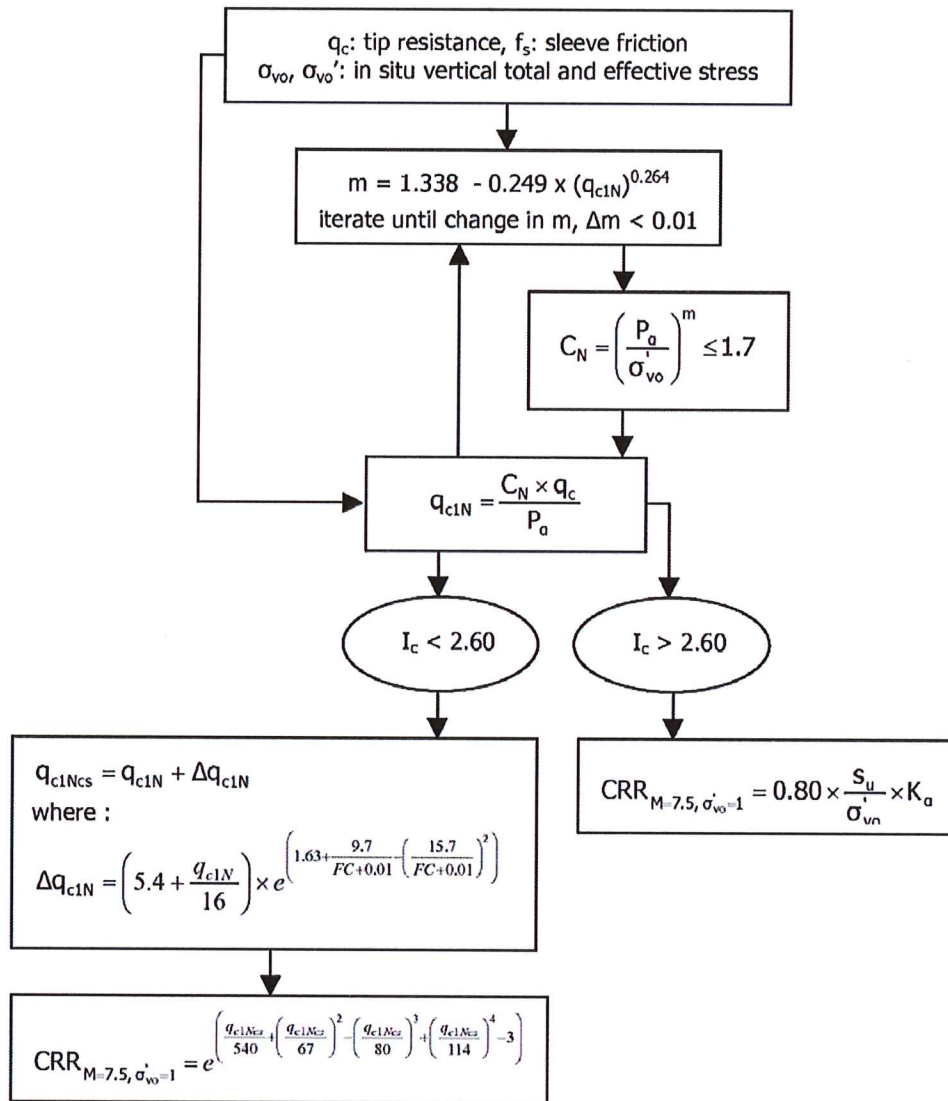 q_c: tip resistance, f_s: sleeve friction
σ_vo, σ_vo′: in situ vertical total and effective stress
m = 1.338 - 0.249 x (q_c1N)^0.264
iterate until change in m, Δm < 0.01
C_N = (P_a / σ'_vo)^m ≤ 1.7
q_c1N = (C_N × q_c) / P_a
I_c < 2.60
I_c > 2.60
q_c1Ncs = q_c1N + Δq_c1N
where :
Δq_c1N = (5.4 + q_c1N / 16) × e^(1.63 + 9.7 / (FC+0.01) - (15.7 / (FC+0.01))^2)
CRR_M=7.5, σ'_vo=1 = 0.80 × s_u / σ'_vo × K_α
CRR_M=7.5, σ'_vo=1 = e^(q_c1Ncs / 540 + (q_c1Ncs / 67)^2 - (q_c1Ncs / 80)^3 + (q_c1Ncs / 114)^4 - 3)